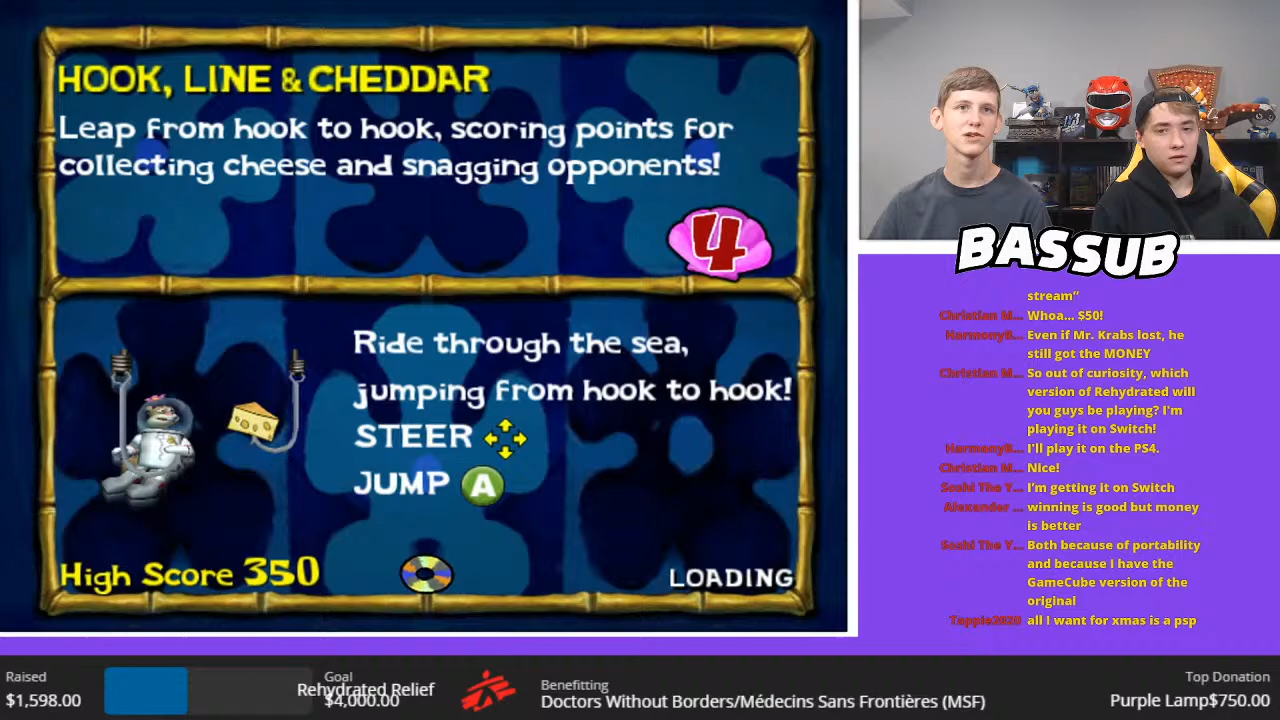 HOOK, LINE & CHEDDAR
Leap from hook to hook, scoring points for
collecting cheese and snagging opponents!
4
Ride through the sea,
jumping from hook to hook!
STEER
JUMP A
High Score 350
LOADING
BASSUB
stream"
Christian M... Whoa... $50!
HarmonyB... Even if Mr. Krabs lost, he
still got the MONEY
Christian M... So out of curiosity, which
version of Rehydrated will
you guys be playing? I'm
playing it on Switch!
HarmonyB... I'll play it on the PS4.
Christian M... Nice!
Soshi The Y... I'm getting it on Switch
Alexander ... winning is good but money
is better
Soshi The Y... Both because of portability
and because I have the
GameCube version of the
original
Tappie2020 all I want for xmas is a psp
Raised
$1,598.00
Goal
$4,000.00
Rehydrated Relief
Benefitting
Doctors Without Borders/Médecins Sans Frontières (MSF)
Top Donation
Purple Lamp$750.00